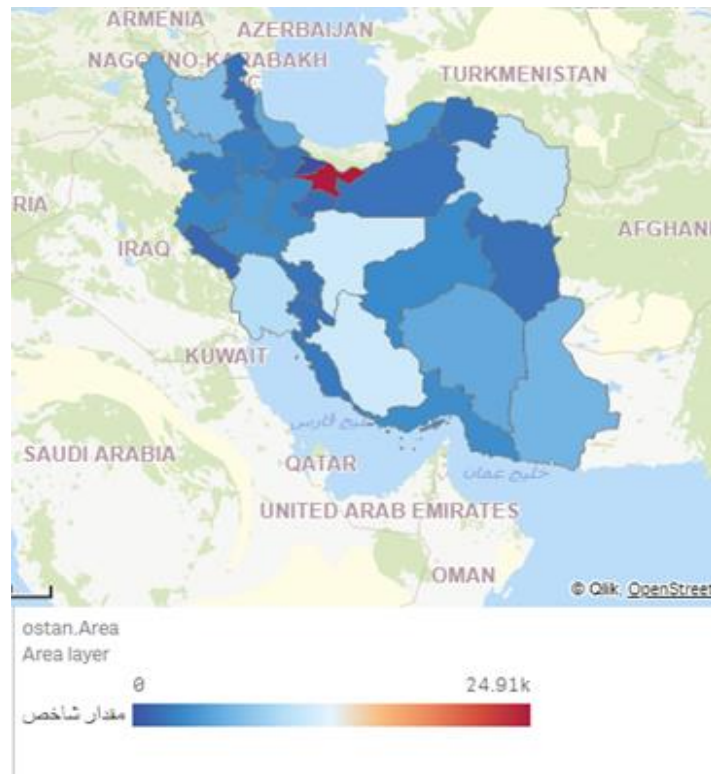 ARMENIA
AZERBAIJAN
NAGORNO-KARABAKH
TURKMENISTAN
RIA
AFGHANI
IRAQ
KUWAIT
خلیج فارس
SAUDI ARABIA
QATAR
خلیج عمان
UNITED ARAB EMIRATES
OMAN
© Qlik, OpenStreet
ostan.Area
Area layer
0 24.91k
مقدار شاخص